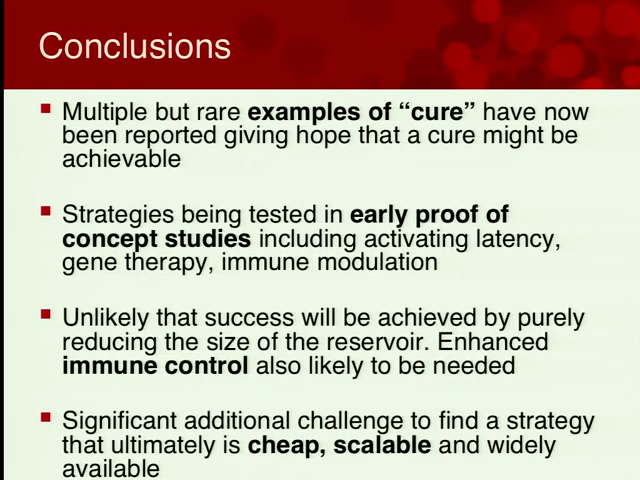 Conclusions
Multiple but rare examples of “cure” have now
been reported giving hope that a cure might be
achievable
Strategies being tested in early proof of
concept studies including activating latency,
gene therapy, immune modulation
Unlikely that success will be achieved by purely
reducing the size of the reservoir. Enhanced
immune control also likely to be needed
Significant additional challenge to find a strategy
that ultimately is cheap, scalable and widely
available